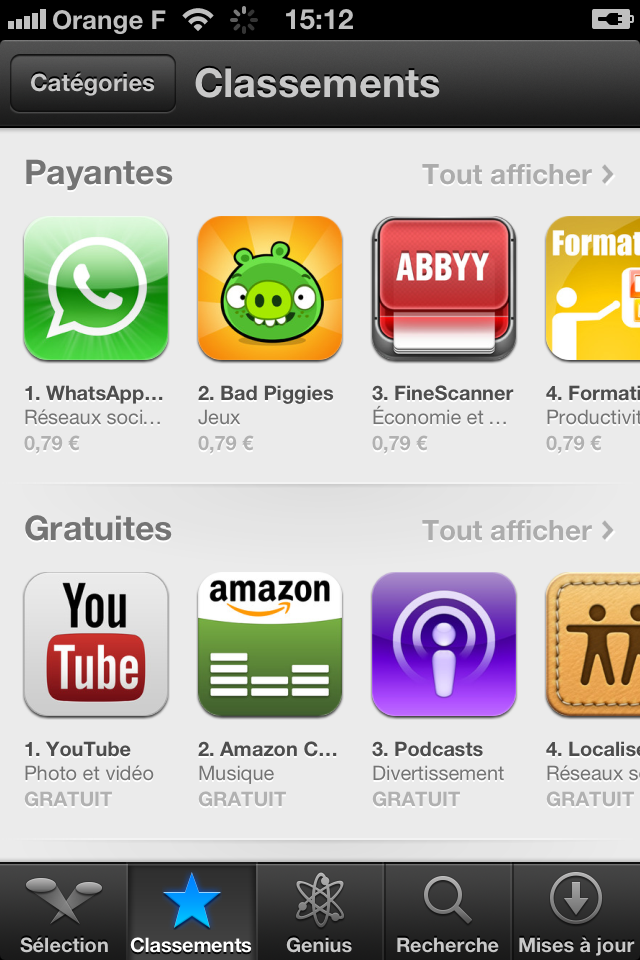 Orange F 15:12
Catégories Classements
Payantes Tout afficher
ABBYY Format
1. WhatsApp... 2. Bad Piggies 3. FineScanner 4. Formati
Réseaux soci... Jeux Économie et ... Productivit
0,79 € 0,79 € 0,79 € 0,79 €
Gratuites Tout afficher
You Tube amazon
1. YouTube 2. Amazon C... 3. Podcasts 4. Localise
Photo et vidéo Musique Divertissement Réseaux s
GRATUIT GRATUIT GRATUIT GRATUIT
Sélection Classements Genius Recherche Mises à jour